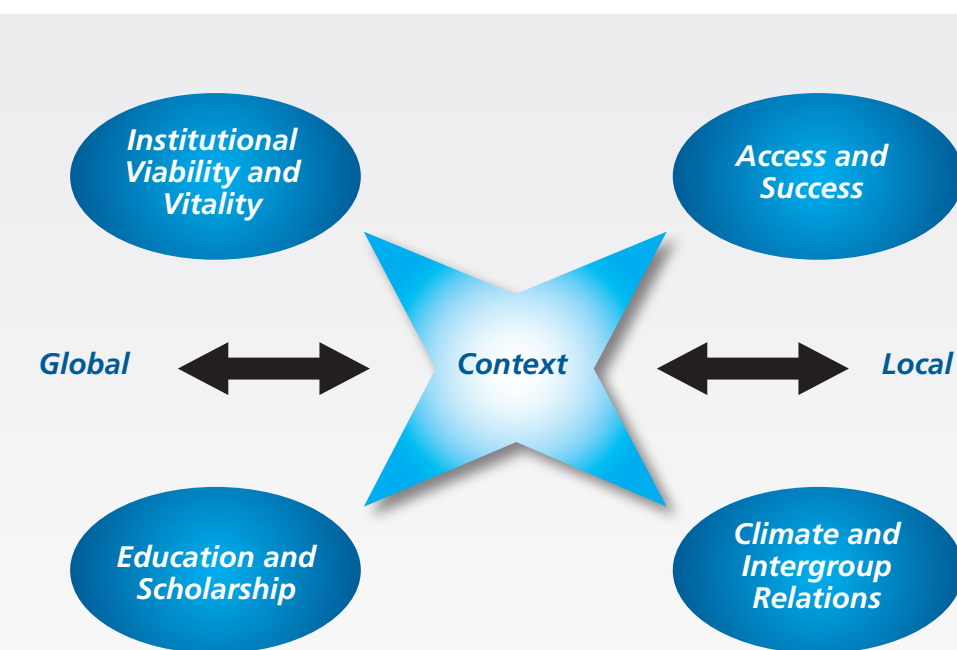 Institutional
Viability and
Vitality
Access and
Success
Global
Context
Local
Education and
Scholarship
Climate and
Intergroup
Relations